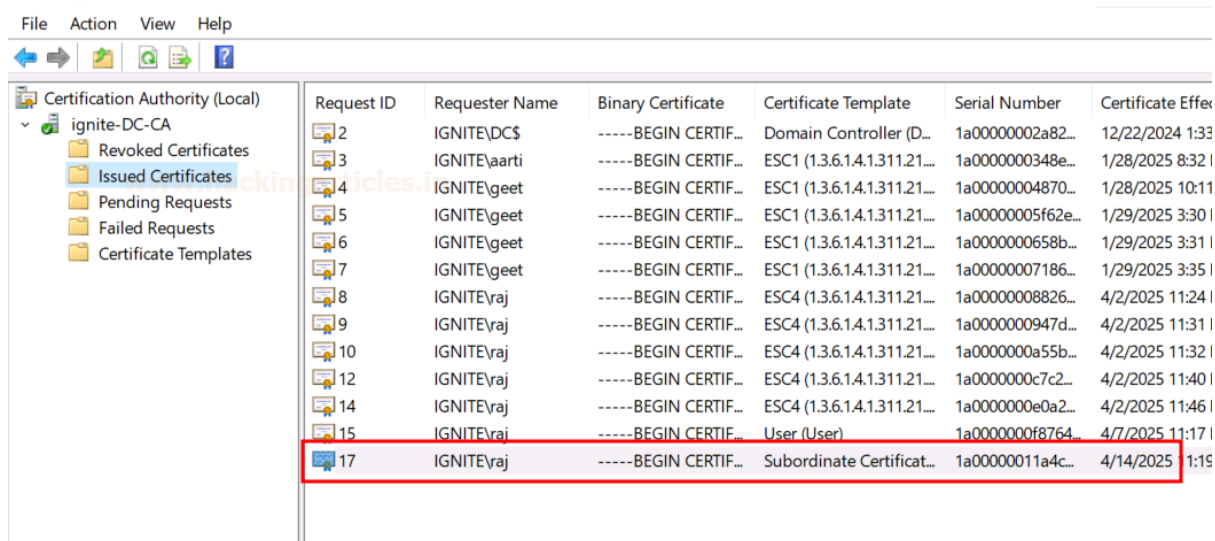 File Action View Help
Certification Authority (Local)
ignite-DC-CA
Revoked Certificates
Issued Certificates
Pending Requests
Failed Requests
Certificate Templates
Request ID Requester Name Binary Certificate Certificate Template Serial Number Certificate Effec
2 IGNITE\DC$ -----BEGIN CERTIF... Domain Controller (D... 1a00000002a82... 12/22/2024 1:33
3 IGNITE\aarti -----BEGIN CERTIF... ESC1 (1.3.6.1.4.1.311.21.... 1a0000000348e... 1/28/2025 8:32
4 IGNITE\geet -----BEGIN CERTIF... ESC1 (1.3.6.1.4.1.311.21.... 1a00000004870... 1/28/2025 10:11
5 IGNITE\geet -----BEGIN CERTIF... ESC1 (1.3.6.1.4.1.311.21.... 1a00000005f62e... 1/29/2025 3:30
6 IGNITE\geet -----BEGIN CERTIF... ESC1 (1.3.6.1.4.1.311.21.... 1a0000000658b... 1/29/2025 3:31
7 IGNITE\geet -----BEGIN CERTIF... ESC1 (1.3.6.1.4.1.311.21.... 1a00000007186... 1/29/2025 3:35
8 IGNITE\raj -----BEGIN CERTIF... ESC4 (1.3.6.1.4.1.311.21.... 1a00000008826... 4/2/2025 11:24
9 IGNITE\raj -----BEGIN CERTIF... ESC4 (1.3.6.1.4.1.311.21.... 1a0000000947d... 4/2/2025 11:31
10 IGNITE\raj -----BEGIN CERTIF... ESC4 (1.3.6.1.4.1.311.21.... 1a0000000a55b... 4/2/2025 11:32
12 IGNITE\raj -----BEGIN CERTIF... ESC4 (1.3.6.1.4.1.311.21.... 1a0000000c7c2... 4/2/2025 11:40
14 IGNITE\raj -----BEGIN CERTIF... ESC4 (1.3.6.1.4.1.311.21.... 1a0000000e0a2... 4/2/2025 11:46
15 IGNITE\raj -----BEGIN CERTIF... User (User) 1a0000000f8764... 4/7/2025 11:17
17 IGNITE\raj -----BEGIN CERTIF... Subordinate Certificat... 1a00000011a4c... 4/14/2025 11:19